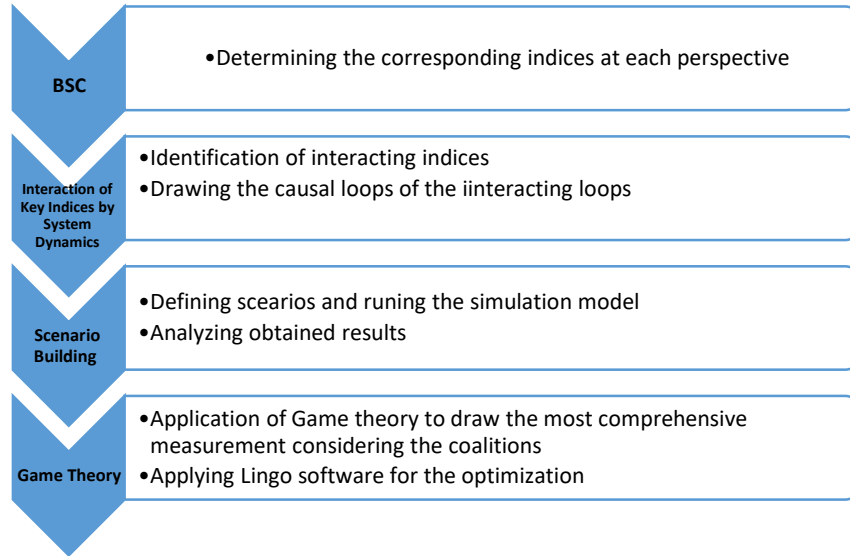 BSC
•Determining the corresponding indices at each perspective
Interaction of
Key Indices by
System
Dynamics
•Identification of interacting indices
•Drawing the causal loops of the iinteracting loops
Scenario
Building
•Defining scearios and runing the simulation model
•Analyzing obtained results
Game Theory
•Application of Game theory to draw the most comprehensive
measurement considering the coalitions
•Applying Lingo software for the optimization